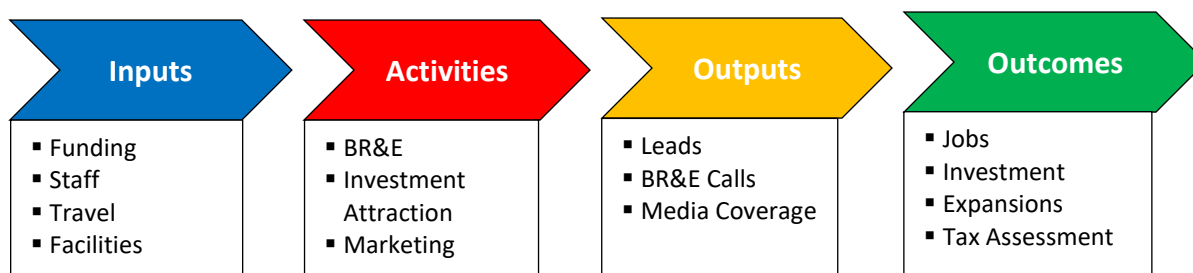 Inputs
▪ Funding
▪ Staff
▪ Travel
▪ Facilities
Activities
▪ BR&E
▪ Investment
Attraction
▪ Marketing
Outputs
▪ Leads
▪ BR&E Calls
▪ Media Coverage
Outcomes
▪ Jobs
▪ Investment
▪ Expansions
▪ Tax Assessment